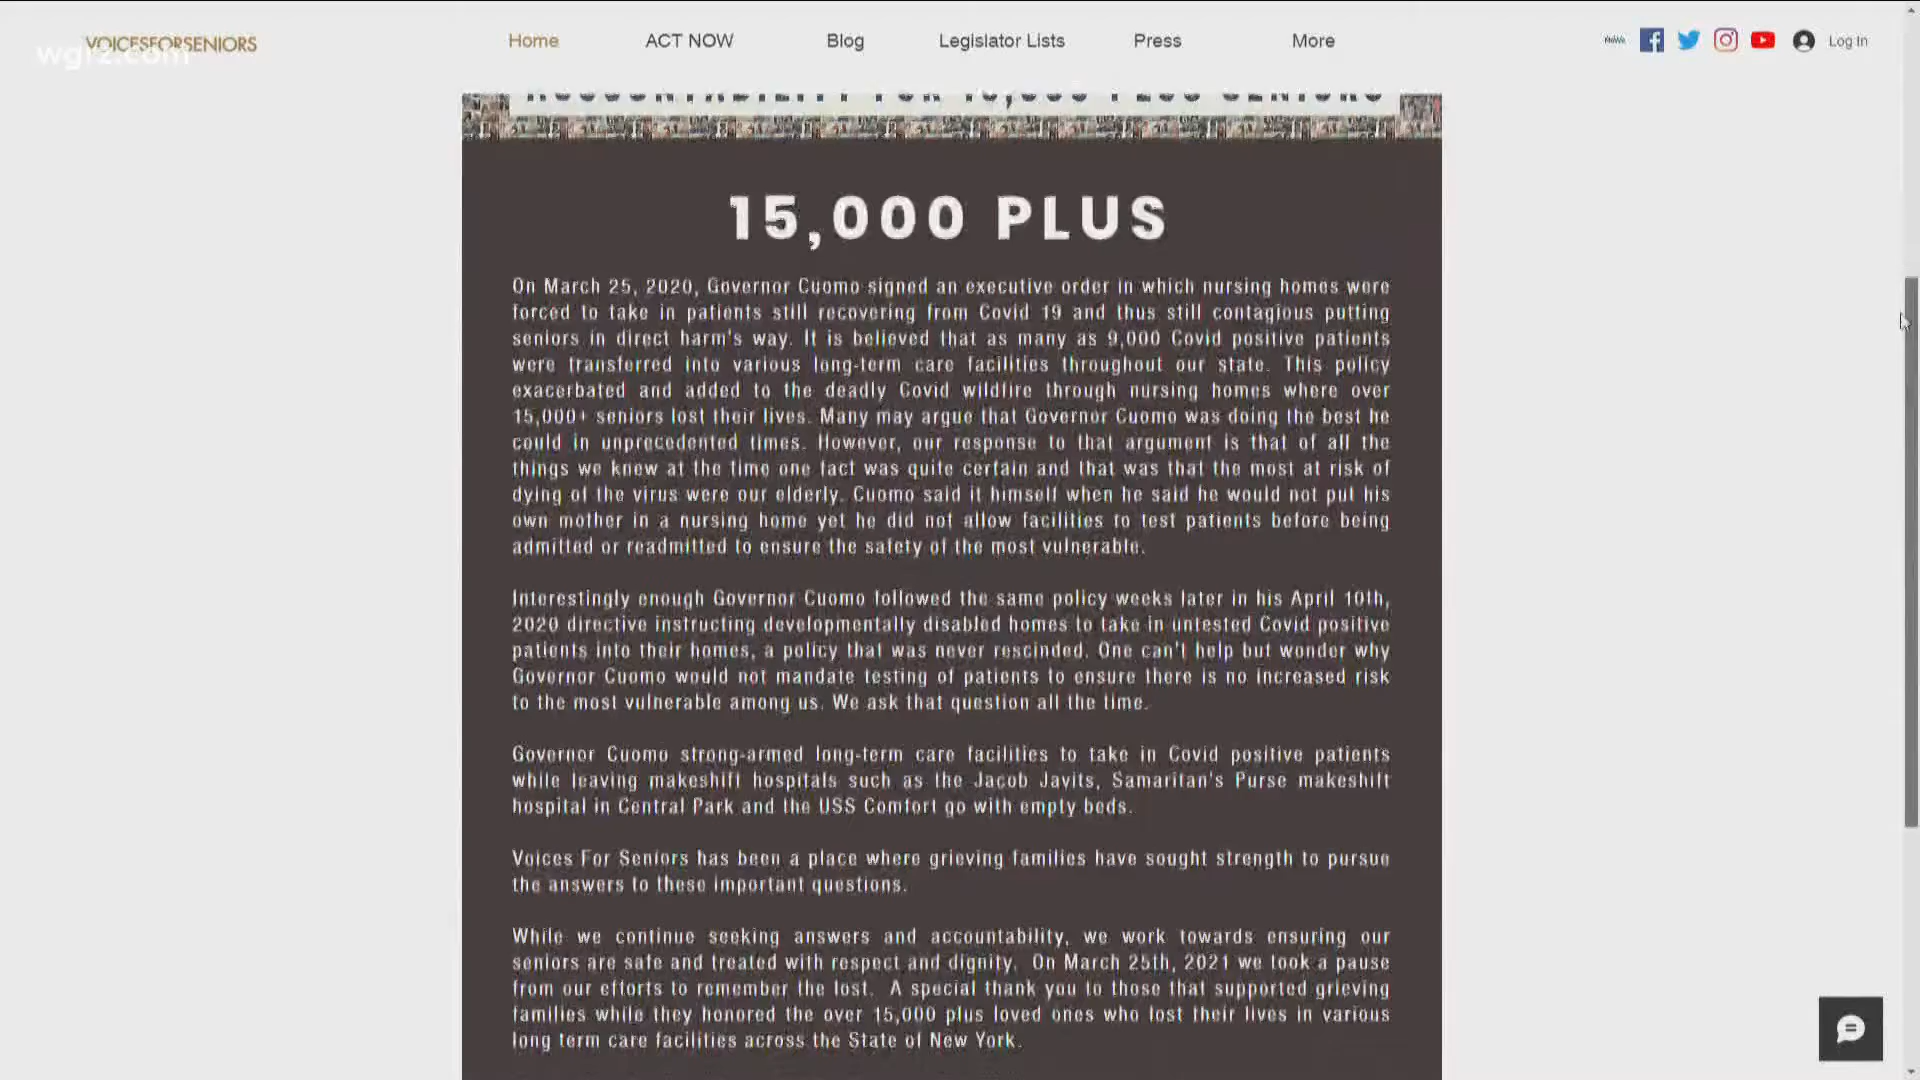 VOICESFORSENIORS
wgrz.com
Home ACT NOW Blog Legislator Lists Press More Log In
ACCOUNTABILITY FOR 15,000 PLUS SENIORS
15,000 PLUS
On March 25, 2020, Governor Cuomo signed an executive order in which nursing homes were
forced to take in patients still recovering from Covid 19 and thus still contagious putting
seniors in direct harm's way. It is believed that as many as 9,000 Covid positive patients
were transferred into various long-term care facilities throughout our state. This policy
exacerbated and added to the deadly Covid wildfire through nursing homes where over
15,000+ seniors lost their lives. Many may argue that Governor Cuomo was doing the best he
could in unprecedented times. However, our response to that argument is that of all the
things we knew at the time one fact was quite certain and that was that the most at risk of
dying of the virus were our elderly. Cuomo said it himself when he said he would not put his
own mother in a nursing home yet he did not allow facilities to test patients before being
admitted or readmitted to ensure the safety of the most vulnerable.
Interestingly enough Governor Cuomo followed the same policy weeks later in his April 10th,
2020 directive instructing developmentally disabled homes to take in untested Covid positive
patients into their homes, a policy that was never rescinded. One can't help but wonder why
Governor Cuomo would not mandate testing of patients to ensure there is no increased risk
to the most vulnerable among us. We ask that question all the time.
Governor Cuomo strong-armed long-term care facilities to take in Covid positive patients
while leaving makeshift hospitals such as the Jacob Javits, Samaritan's Purse makeshift
hospital in Central Park and the USS Comfort go with empty beds.
Voices For Seniors has been a place where grieving families have sought strength to pursue
the answers to these important questions.
While we continue seeking answers and accountability, we work towards ensuring our
seniors are safe and treated with respect and dignity. On March 25th, 2021 we took a pause
from our efforts to remember the lost. A special thank you to those that supported grieving
families while they honored the over 15,000 plus loved ones who lost their lives in various
long term care facilities across the State of New York.